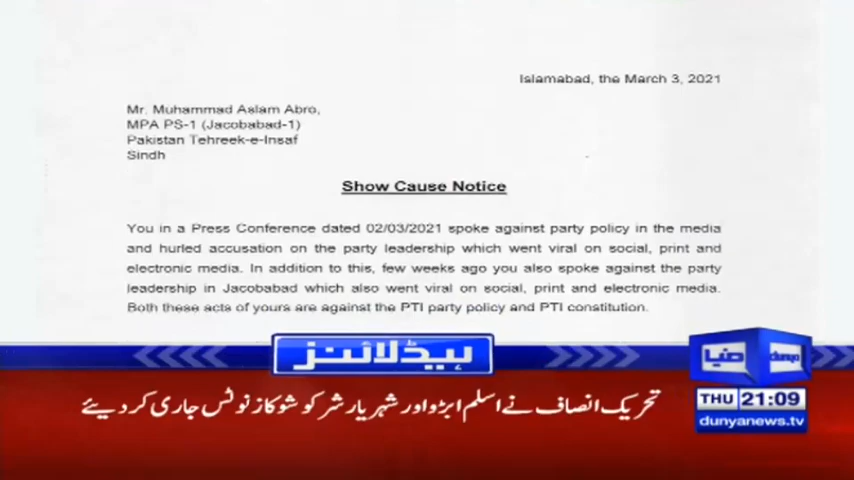 Islamabad, the March 3, 2021
Mr. Muhammad Aslam Abro,
MPA PS-1 (Jacobabad-1)
Pakistan Tehreek-e-Insaf
Sindh
Show Cause Notice
You in a Press Conference dated 02/03/2021 spoke against party policy in the media
and hurled accusation on the party leadership which went viral on social, print and
electronic media. In addition to this, few weeks ago you also spoke against the party
leadership in Jacobabad which also went viral on social, print and electronic media.
Both these acts of yours are against the PTI party policy and PTI constitution.
ہیڈلائنز
دنیا dunya
THU 21:09
dunyanews.tv
تحریک انصاف نے اسلم ابڑو اور شہریار شر کو شوکاز نوٹس جاری کر دیئے